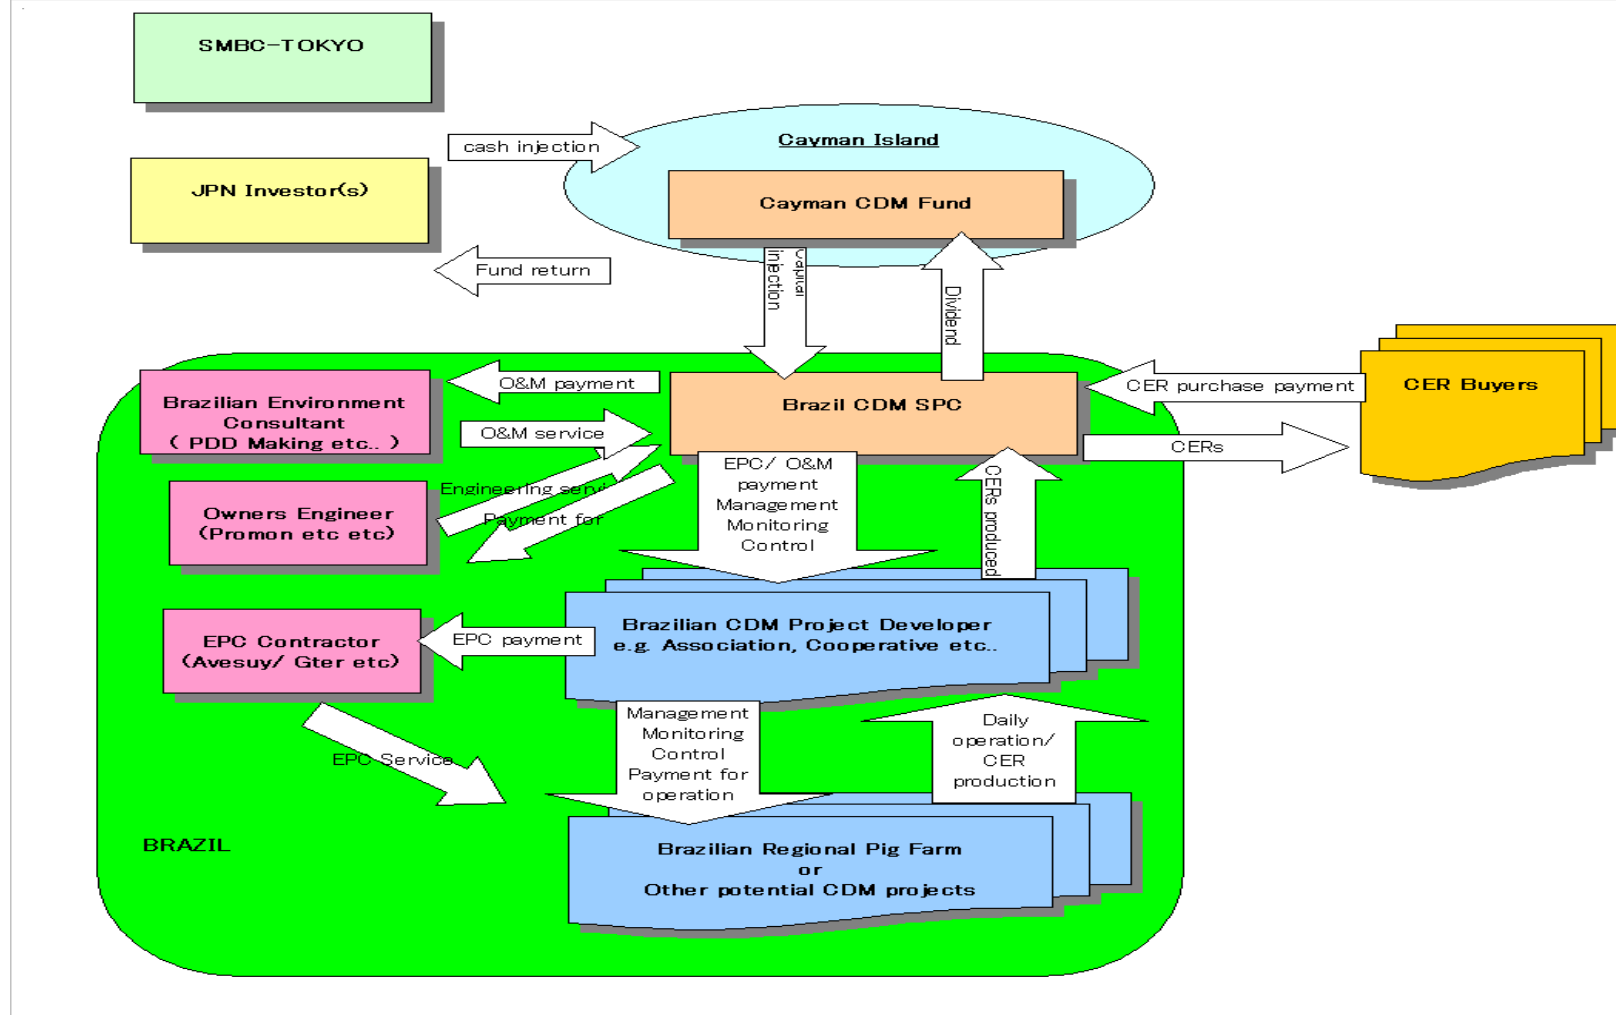 SMBC-TOKYO
Cayman Island
cash injection
JPN Investor(s)
Cayman CDM Fund
Fund return
injection
Dividend
O&M payment
Brazilian Environment
Consultant
( PDD Making etc.. )
Brazil CDM SPC
CER purchase payment
CER Buyers
O&M service
CERs
EPC/ O&M
payment
Management
Monitoring
Control
CERs produced
Engineering
Payment for
Owners Engineer
(Promon etc etc)
Brazilian CDM Project Developer
e.g. Association, Cooperative etc..
EPC payment
EPC Contractor
(Avesuy/ Gter etc)
Management
Monitoring
Control
Payment for
operation
Daily
operation/
CER
production
EPC Service
BRAZIL
Brazilian Regional Pig Farm
or
Other potential CDM projects